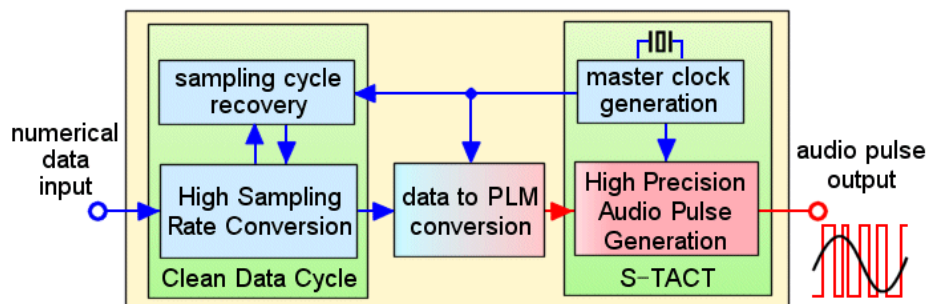 numerical
data
input
sampling cycle
recovery
High Sampling
Rate Conversion
Clean Data Cycle
data to PLM
conversion
master clock
generation
High Precision
Audio Pulse
Generation
S-TACT
audio pulse
output